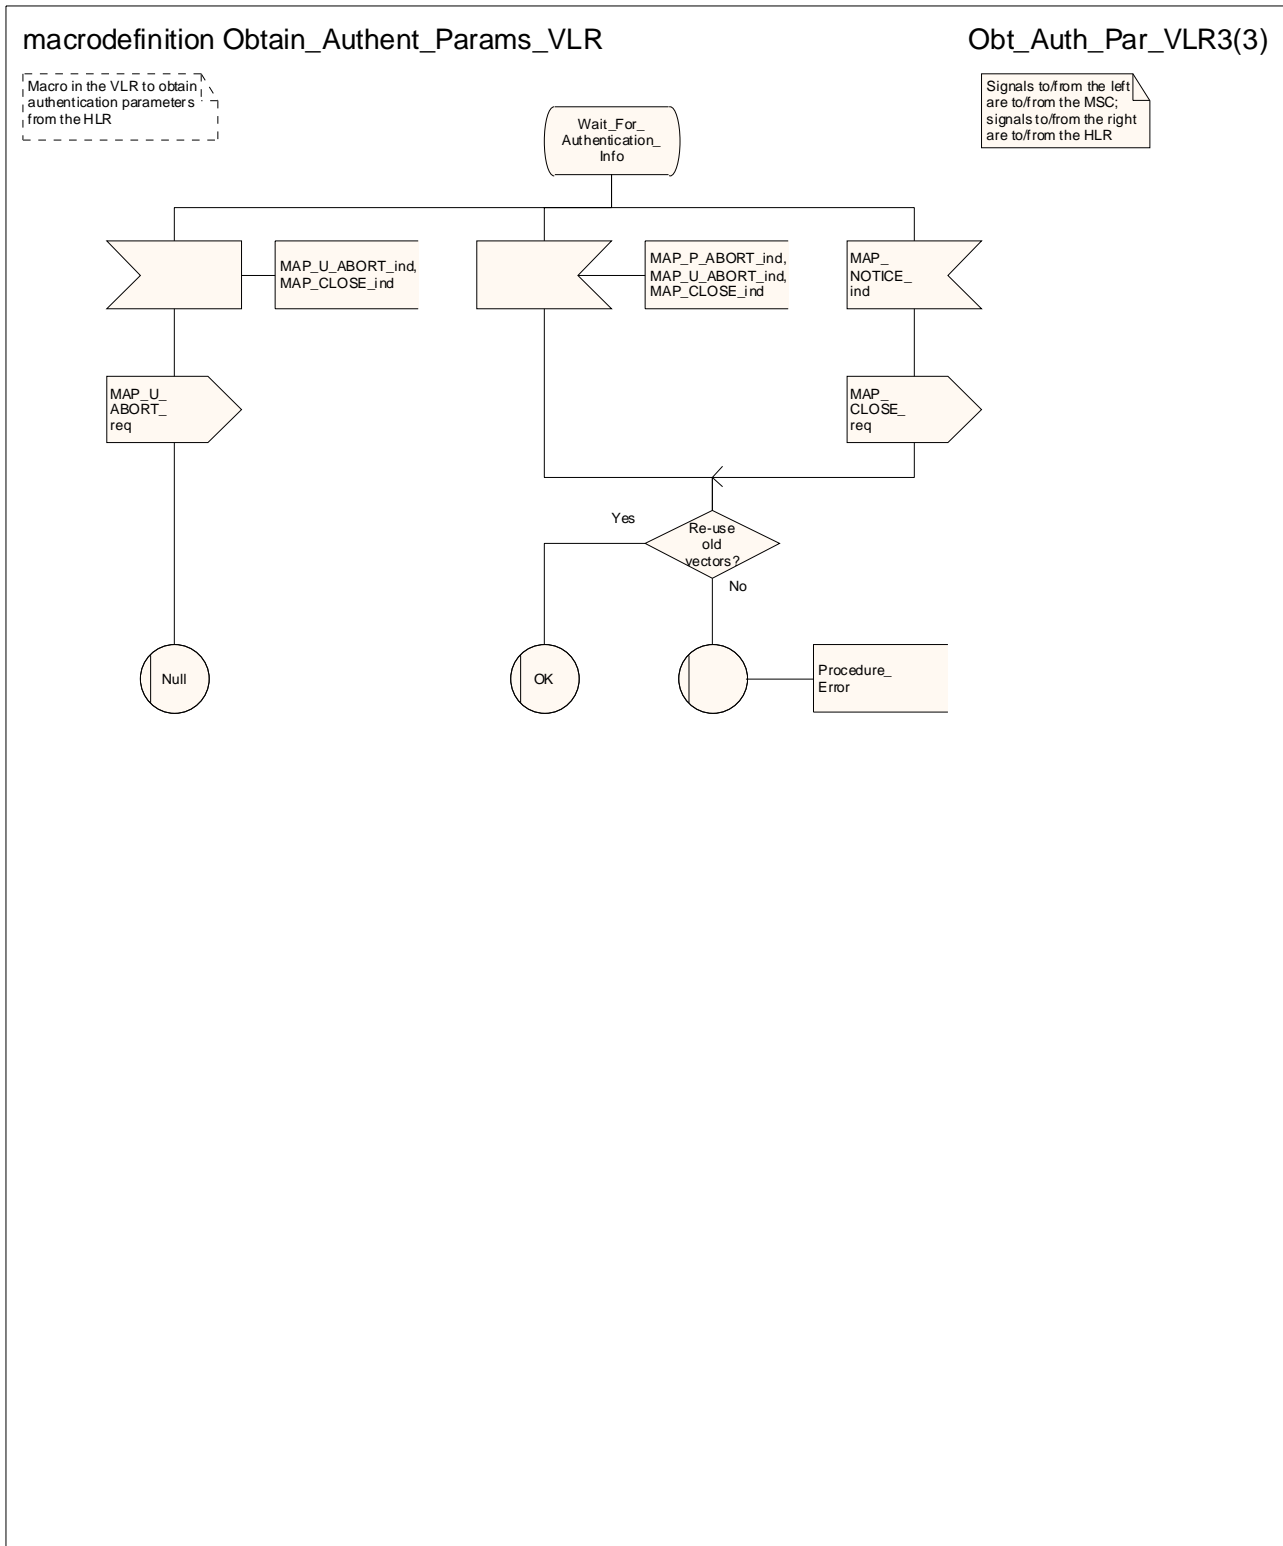 macrodefinition Obtain_Authent_Params_VLR
Obt_Auth_Par_VLR3(3)
Macro in the VLR to obtain
authentication parameters
from the HLR
Signals to/from the left
are to/from the MSC;
signals to/from the right
are to/from the HLR
Wait_For_
Authentication_
Info
MAP_U_ABORT_ind,
MAP_CLOSE_ind
MAP_P_ABORT_ind,
MAP_U_ABORT_ind,
MAP_CLOSE_ind
MAP_
NOTICE_
ind
MAP_U_
ABORT_
req
MAP_
CLOSE_
req
Yes
Re-use
old
vectors?
No
Null
OK
Procedure_
Error